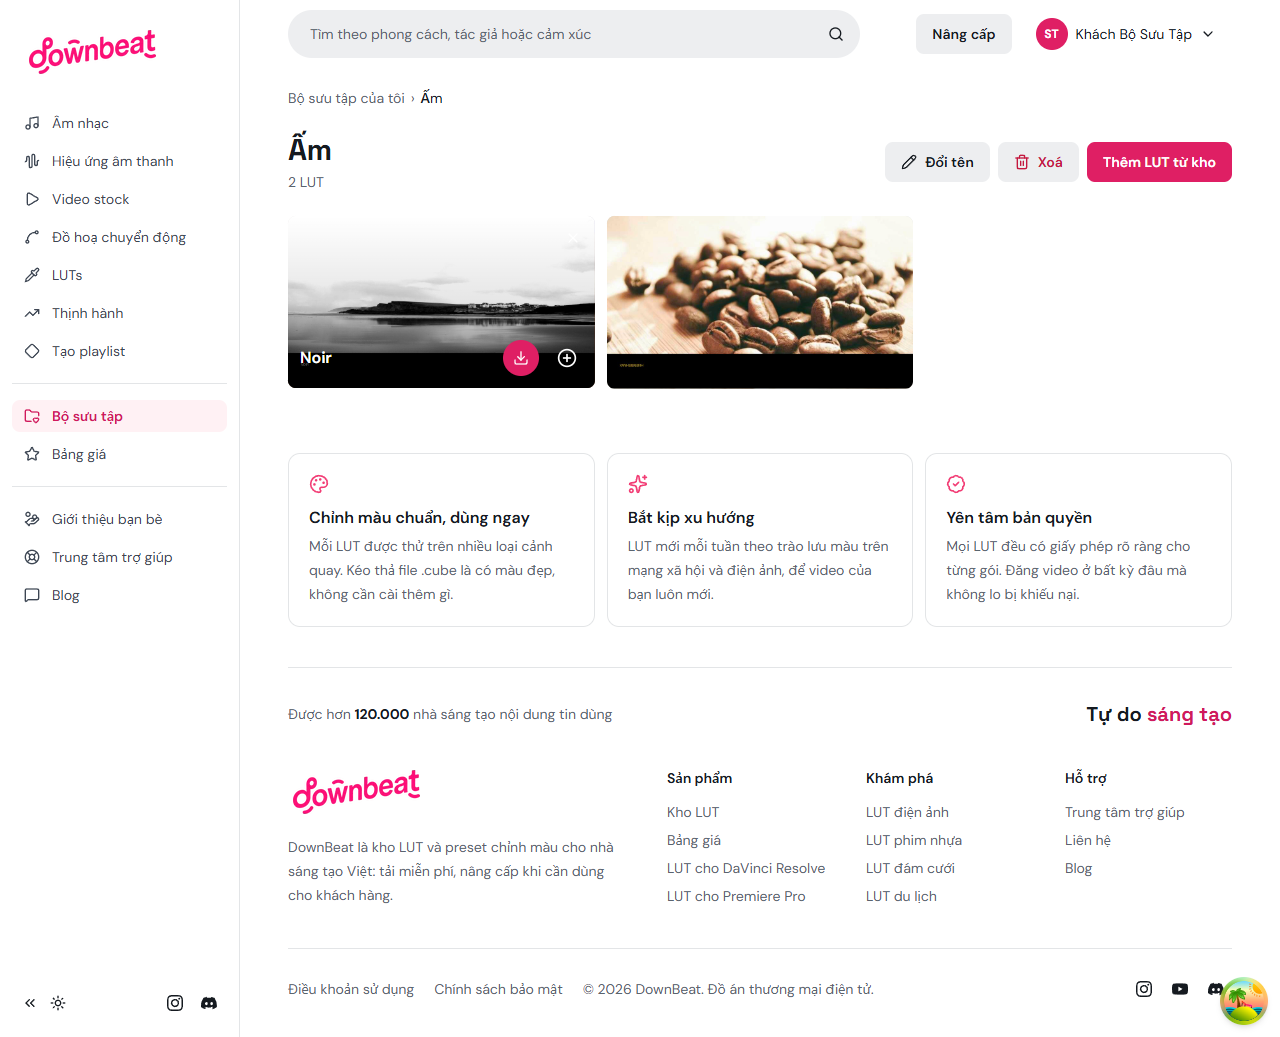 downbeat
Tìm theo phong cách, tác giả hoặc cảm xúc
Nâng cấp
ST
Khách Bộ Sưu Tập
Âm nhạc
Hiệu ứng âm thanh
Video stock
Đồ hoạ chuyển động
LUTs
Thịnh hành
Tạo playlist
Bộ sưu tập
Bảng giá
Giới thiệu bạn bè
Trung tâm trợ giúp
Blog
Bộ sưu tập của tôi › Ấm
Ấm
2 LUT
Đổi tên
Xoá
Thêm LUT từ kho
Noir
Chỉnh màu chuẩn, dùng ngay
Mỗi LUT được thử trên nhiều loại cảnh
quay. Kéo thả file .cube là có màu đẹp,
không cần cài thêm gì.
Bắt kịp xu hướng
LUT mới mỗi tuần theo trào lưu màu trên
mạng xã hội và điện ảnh, để video của
bạn luôn mới.
Yên tâm bản quyền
Mọi LUT đều có giấy phép rõ ràng cho
từng gói. Đăng video ở bất kỳ đâu mà
không lo bị khiếu nại.
Được hơn 120.000 nhà sáng tạo nội dung tin dùng
Tự do sáng tạo
downbeat
DownBeat là kho LUT và preset chỉnh màu cho nhà
sáng tạo Việt: tải miễn phí, nâng cấp khi cần dùng
cho khách hàng.
Sản phẩm
Kho LUT
Bảng giá
LUT cho DaVinci Resolve
LUT cho Premiere Pro
Khám phá
LUT điện ảnh
LUT phim nhựa
LUT đám cưới
LUT du lịch
Hỗ trợ
Trung tâm trợ giúp
Liên hệ
Blog
Điều khoản sử dụng
Chính sách bảo mật
© 2026 DownBeat. Đồ án thương mại điện tử.